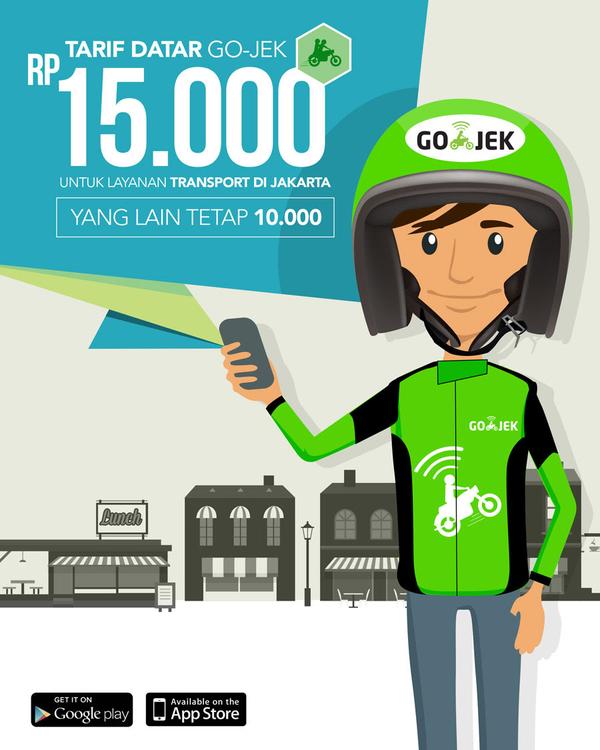 TARIF DATAR GO-JEK
RP 15.000
UNTUK LAYANAN TRANSPORT DI JAKARTA
YANG LAIN TETAP 10.000
GO JEK
GO JEK
Lunch
GET IT ON
Google play
Available on the
App Store